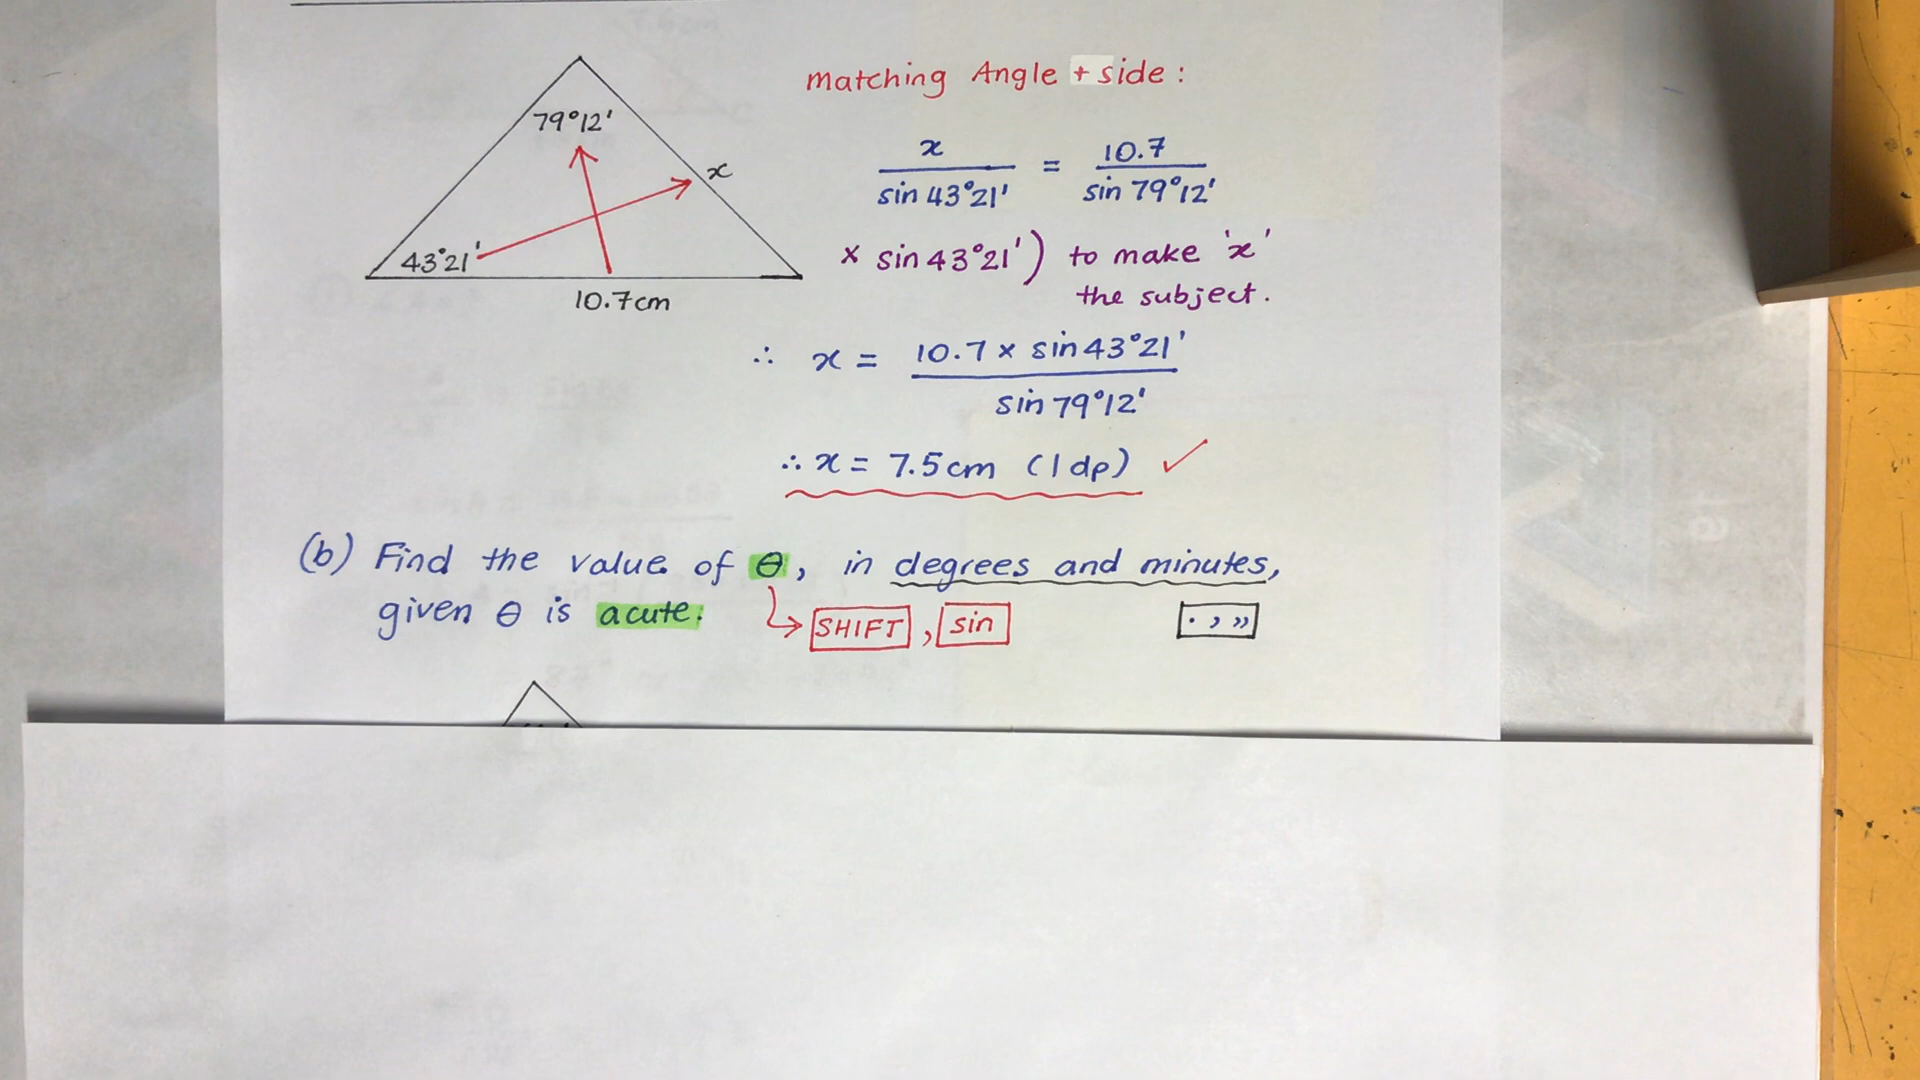 matching Angle + side :
79°12'
x
43°21'
10.7cm
x / sin 43°21' = 10.7 / sin 79°12'
× sin 43°21' ) to make 'x'
the subject.
∴ x = 10.7 × sin 43°21' / sin 79°12'
∴ x = 7.5cm (1 dp) ✓
(b) Find the value of θ, in degrees and minutes,
given θ is acute.
SHIFT , sin
° , ,,